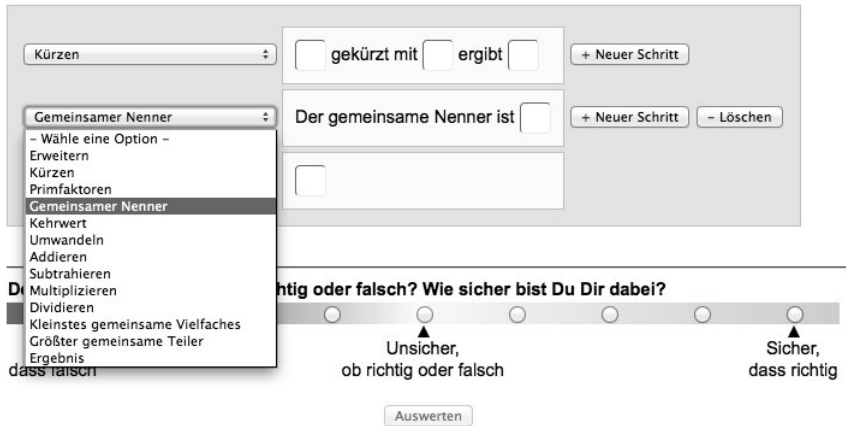 Kürzen gekürzt mit ergibt + Neuer Schritt
Gemeinsamer Nenner Der gemeinsame Nenner ist + Neuer Schritt - Löschen
- Wähle eine Option -
Erweitern
Kürzen
Primfaktoren
Gemeinsamer Nenner
Kehrwert
Umwandeln
Addieren
Subtrahieren
Multiplizieren
Dividieren
Kleinstes gemeinsame Vielfaches
Größter gemeinsame Teiler
Ergebnis
htig oder falsch? Wie sicher bist Du Dir dabei?
Unsicher,
ob richtig oder falsch
Sicher,
dass richtig
dass falsch
Auswerten